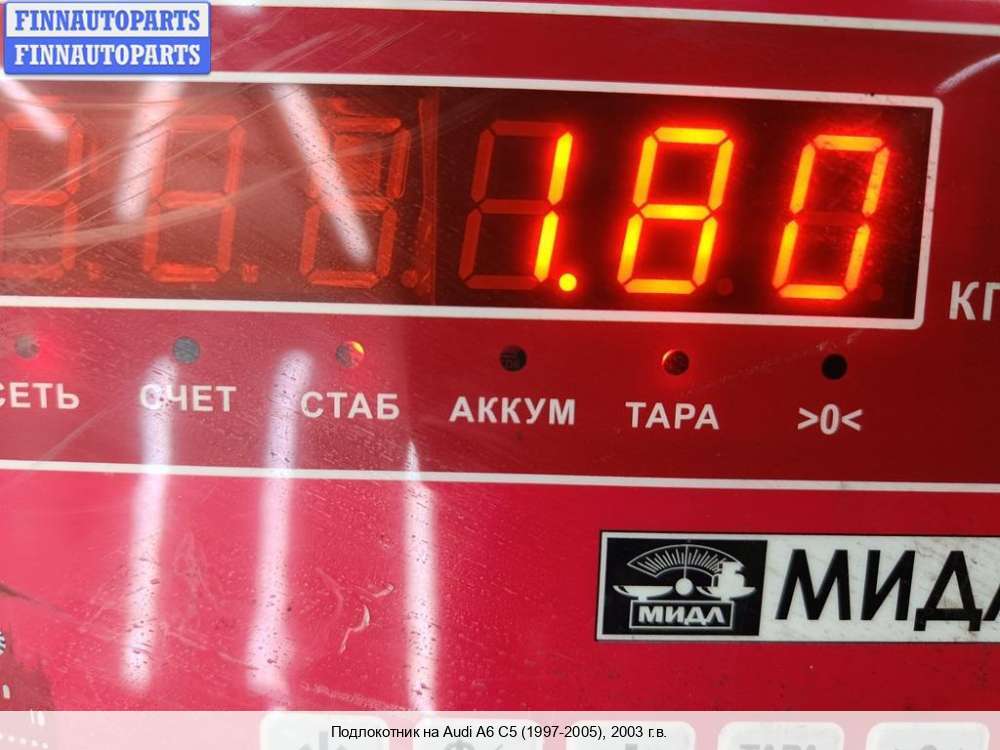 FINNAUTOPARTS
FINNAUTOPARTS
1.80
КГ
СЕТЬ СЧЕТ СТАБ АККУМ ТАРА >0<
МИДЛ
МИДЛ
Подлокотник на Audi A6 C5 (1997-2005), 2003 г.в.